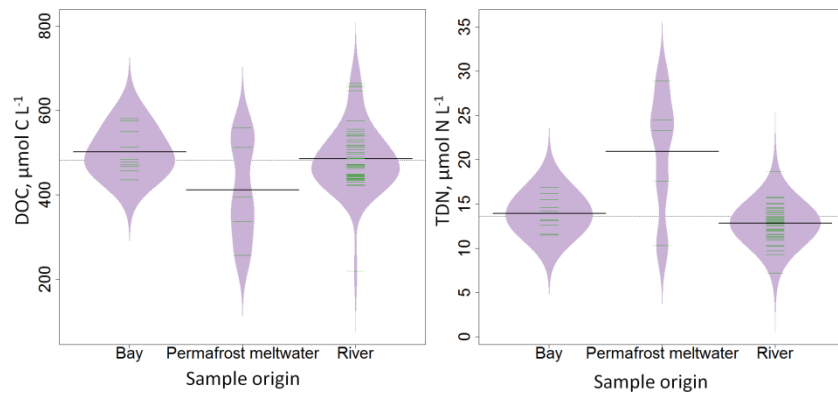 DOC, µmol C L-1
800
600
400
200
Bay Permafrost meltwater River
Sample origin
TDN, µmol N L-1
35
30
25
20
15
10
5
0
Bay Permafrost meltwater River
Sample origin